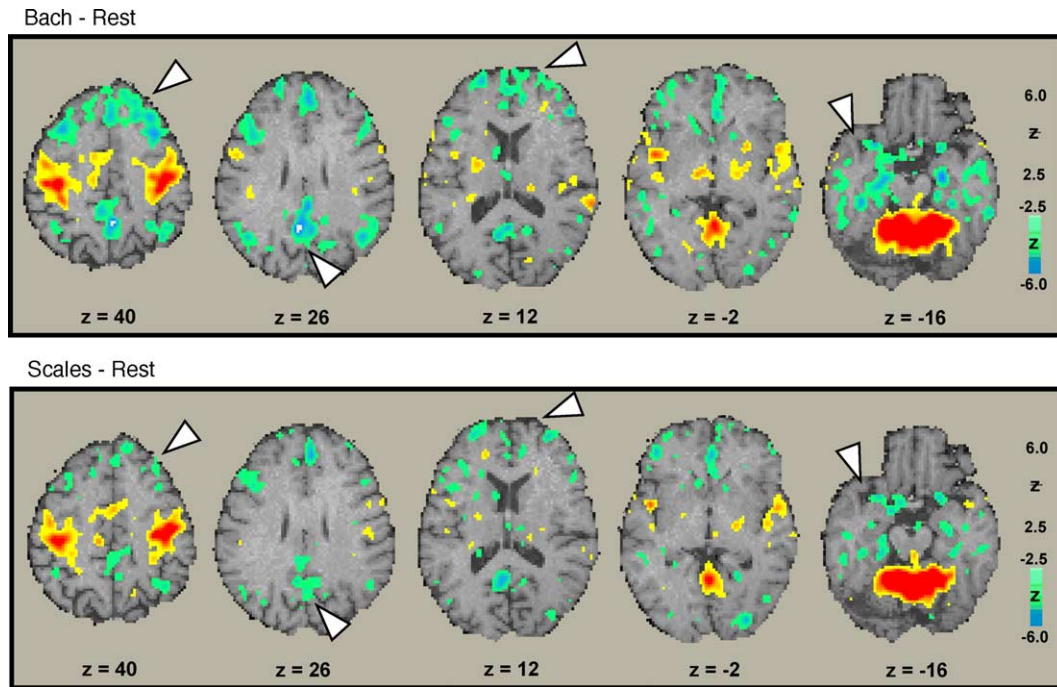 Bach - Rest
6.0
z
2.5
-2.5
z
-6.0
z = 40
z = 26
z = 12
z = -2
z = -16
Scales - Rest
6.0
z
2.5
-2.5
z
-6.0
z = 40
z = 26
z = 12
z = -2
z = -16